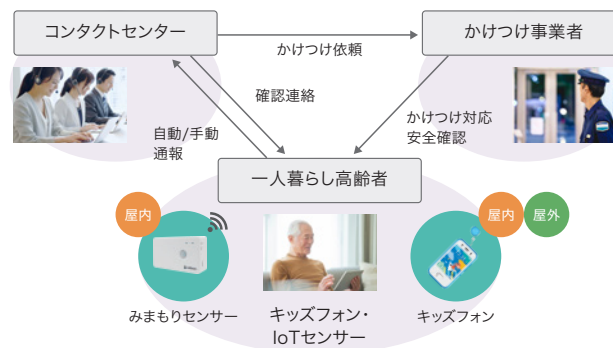 コンタクトセンター
かけつけ事業者
かけつけ依頼
確認連絡
自動/手動
通報
かけつけ対応
安全確認
一人暮らし高齢者
屋内
屋内
屋外
みまもりセンサー
キッズフォン・
IoTセンサー
キッズフォン